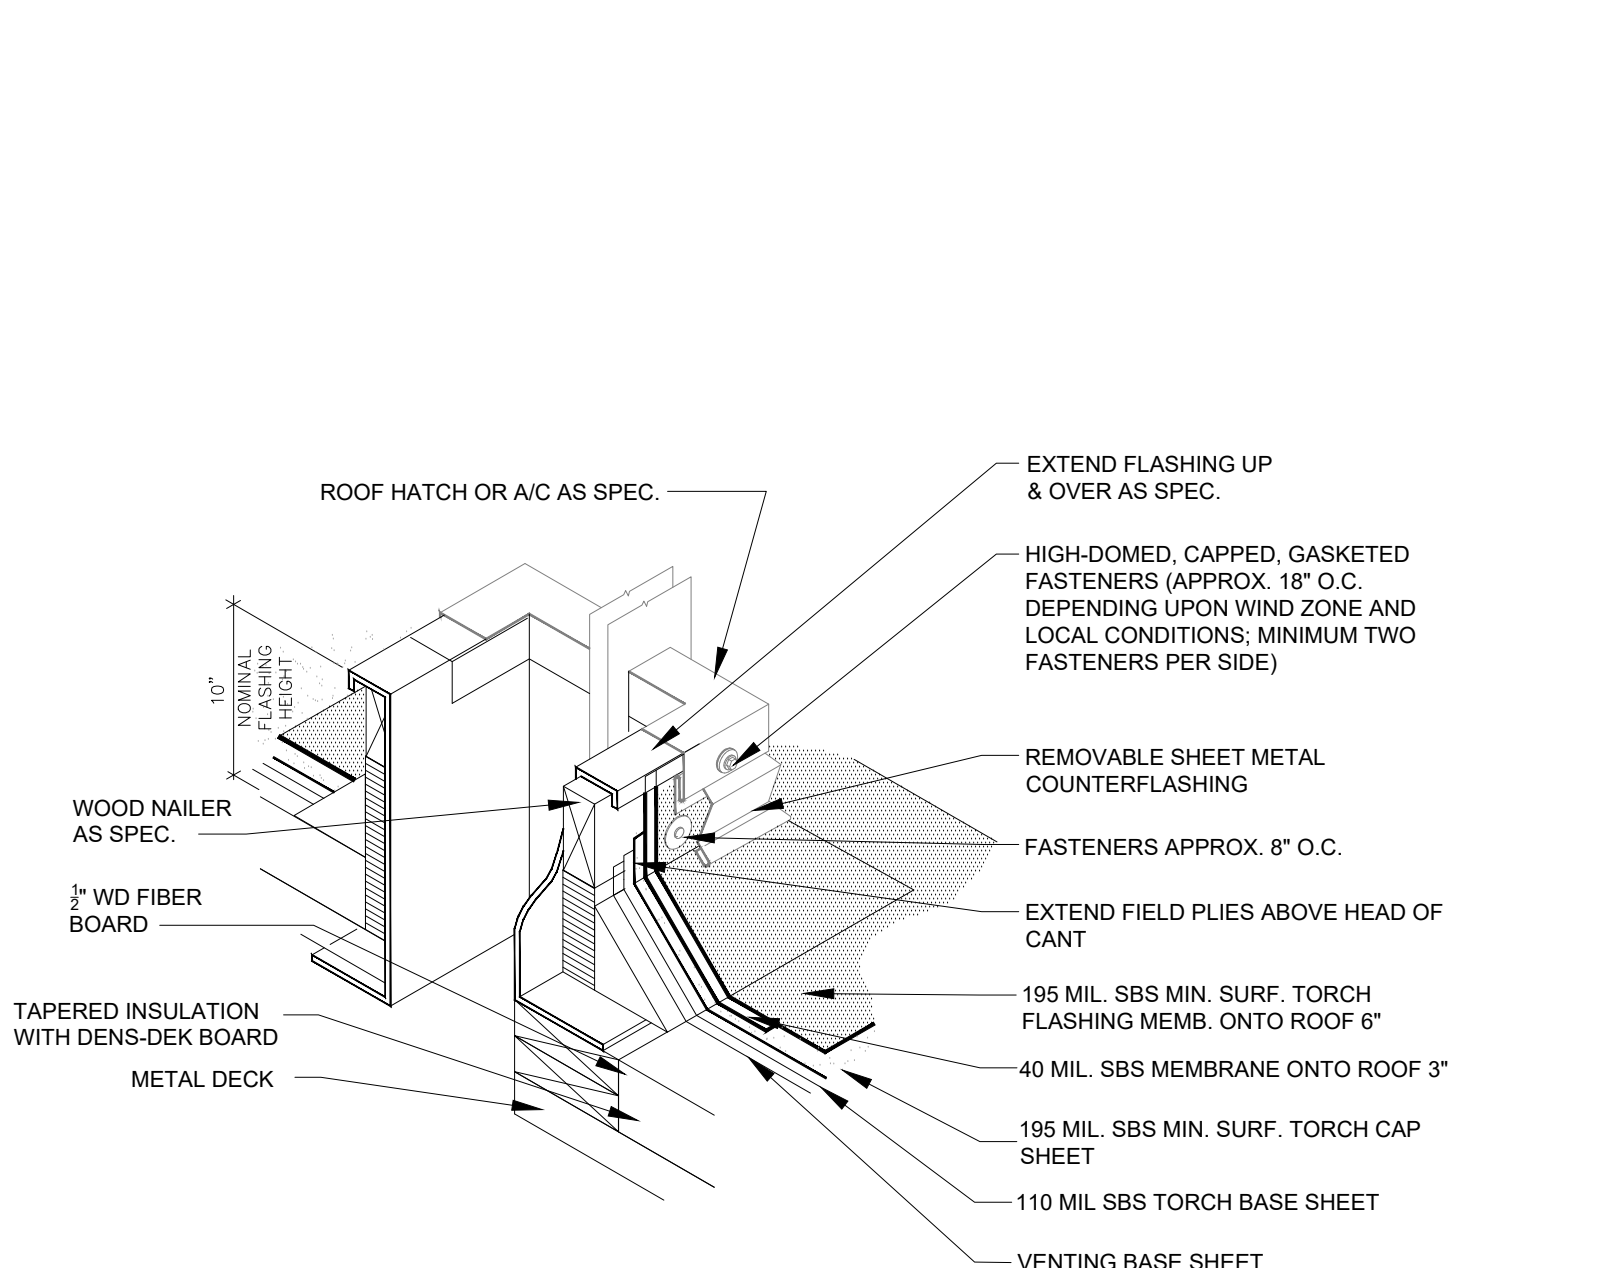 EXTEND FLASHING UP
& OVER AS SPEC.
ROOF HATCH OR A/C AS SPEC.
HIGH-DOMED, CAPPED, GASKETED
FASTENERS (APPROX. 18" O.C.
DEPENDING UPON WIND ZONE AND
LOCAL CONDITIONS; MINIMUM TWO
FASTENERS PER SIDE)
10"
NOMINAL
FLASHING
HEIGHT
REMOVABLE SHEET METAL
COUNTERFLASHING
WOOD NAILER
AS SPEC.
FASTENERS APPROX. 8" O.C.
½" WD FIBER
BOARD
EXTEND FIELD PLIES ABOVE HEAD OF
CANT
195 MIL. SBS MIN. SURF. TORCH
FLASHING MEMB. ONTO ROOF 6"
TAPERED INSULATION
WITH DENS-DEK BOARD
METAL DECK
40 MIL. SBS MEMBRANE ONTO ROOF 3"
195 MIL. SBS MIN. SURF. TORCH CAP
SHEET
110 MIL SBS TORCH BASE SHEET
VENTING BASE SHEET